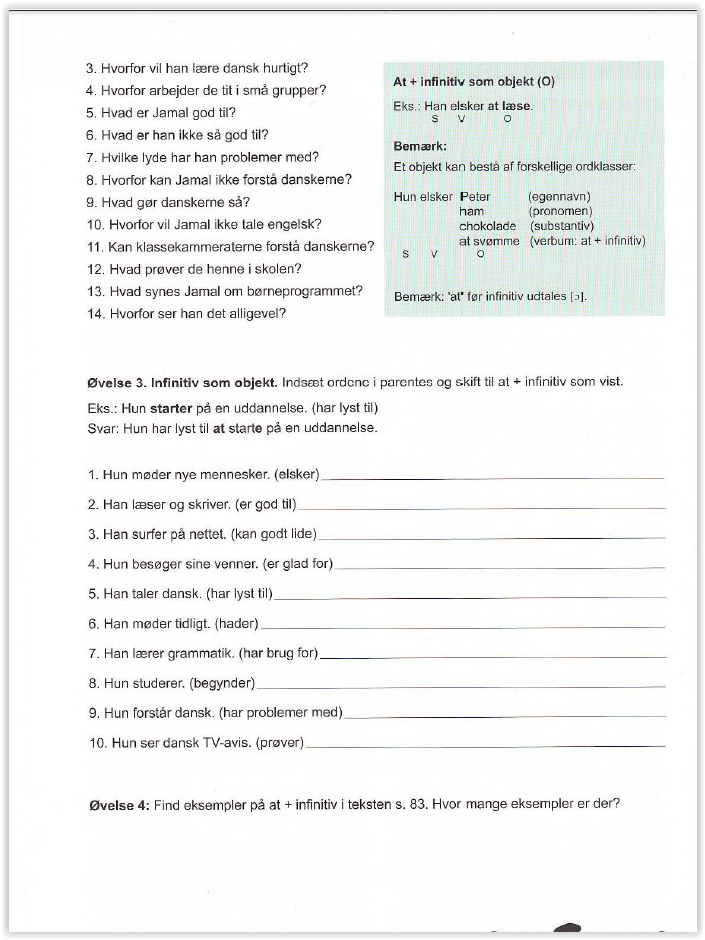 3. Hvorfor vil han lære dansk hurtigt?
4. Hvorfor arbejder de tit i små grupper?
5. Hvad er Jamal god til?
6. Hvad er han ikke så god til?
7. Hvilke lyde har han problemer med?
8. Hvorfor kan Jamal ikke forstå danskerne?
9. Hvad gør danskerne så?
10. Hvorfor vil Jamal ikke tale engelsk?
11. Kan klassekammeraterne forstå danskerne?
12. Hvad prøver de henne i skolen?
13. Hvad synes Jamal om børneprogrammet?
14. Hvorfor ser han det alligevel?
At + infinitiv som objekt (O)
Eks.: Han elsker at læse.
S V O
Bemærk:
Et objekt kan bestå af forskellige ordklasser:
Hun elsker Peter (egennavn)
ham (pronomen)
chokolade (substantiv)
at svømme (verbum: at + infinitiv)
S V O
Bemærk: 'at' før infinitiv udtales [ɔ].
Øvelse 3. Infinitiv som objekt. Indsæt ordene i parentes og skift til at + infinitiv som vist.
Eks.: Hun starter på en uddannelse. (har lyst til)
Svar: Hun har lyst til at starte på en uddannelse.
1. Hun møder nye mennesker. (elsker)
2. Han læser og skriver. (er god til)
3. Han surfer på nettet. (kan godt lide)
4. Hun besøger sine venner. (er glad for)
5. Han taler dansk. (har lyst til)
6. Han møder tidligt. (hader)
7. Han lærer grammatik. (har brug for)
8. Hun studerer. (begynder)
9. Hun forstår dansk. (har problemer med)
10. Hun ser dansk TV-avis. (prøver)
Øvelse 4: Find eksempler på at + infinitiv i teksten s. 83. Hvor mange eksempler er der?